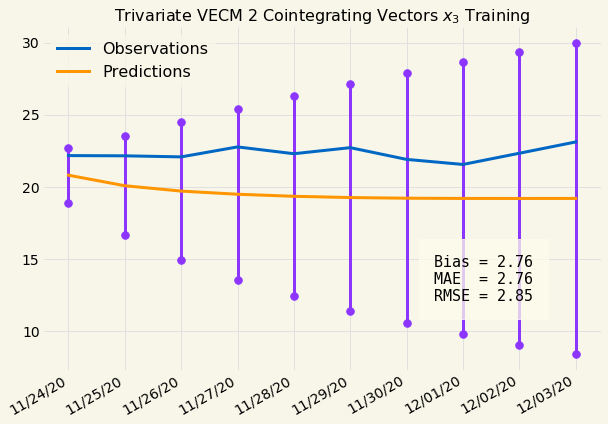 Trivariate VECM 2 Cointegrating Vectors x₃ Training
Observations
Predictions
30
25
20
15
10
Bias = 2.76
MAE  = 2.76
RMSE = 2.85
11/24/20
11/25/20
11/26/20
11/27/20
11/28/20
11/29/20
11/30/20
12/01/20
12/02/20
12/03/20